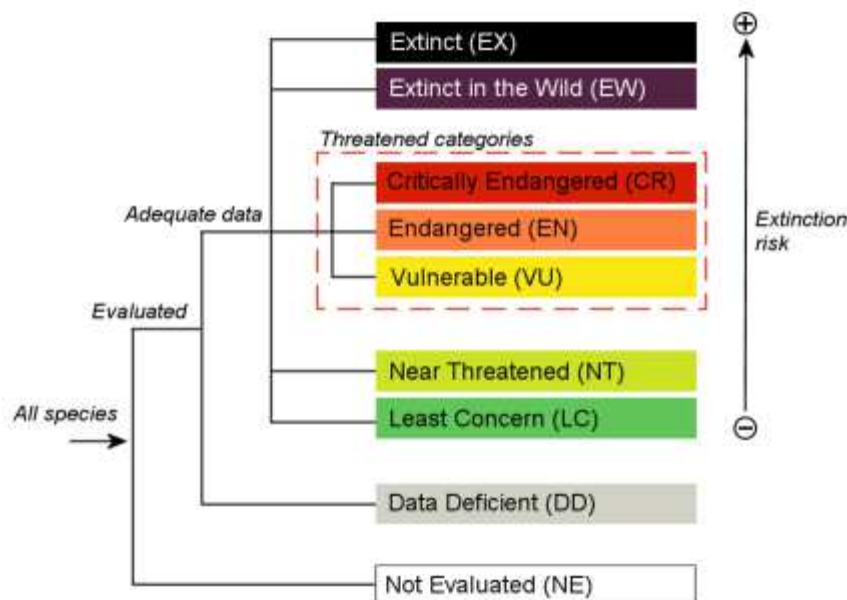 Extinct (EX)
Extinct in the Wild (EW)
Threatened categories
Critically Endangered (CR)
Adequate data
Endangered (EN)
Extinction
risk
Vulnerable (VU)
Evaluated
Near Threatened (NT)
All species
Least Concern (LC)
Data Deficient (DD)
Not Evaluated (NE)